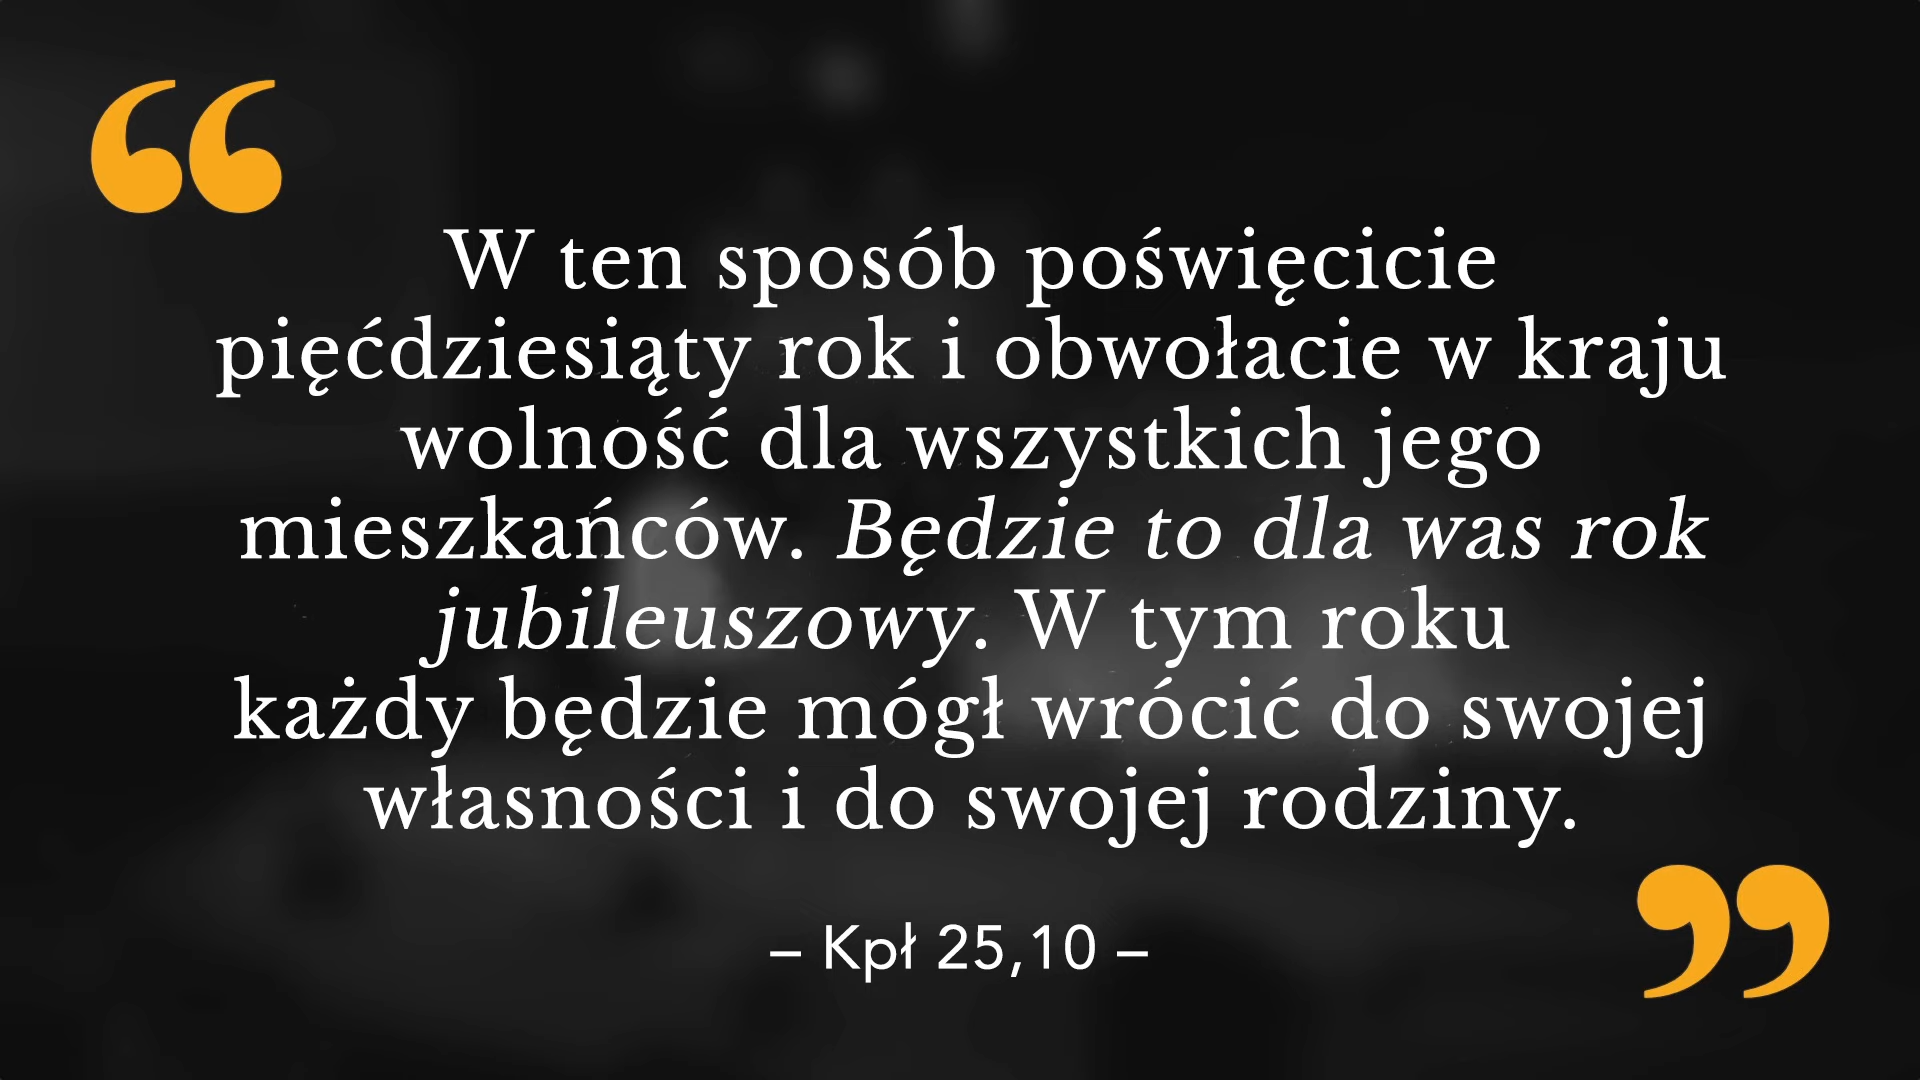 “
W ten sposób poświęcicie
pięćdziesiąty rok i obwołacie w kraju
wolność dla wszystkich jego
mieszkańców. Będzie to dla was rok
jubileuszowy. W tym roku
każdy będzie mógł wrócić do swojej
własności i do swojej rodziny.
”
– Kpł 25,10 –